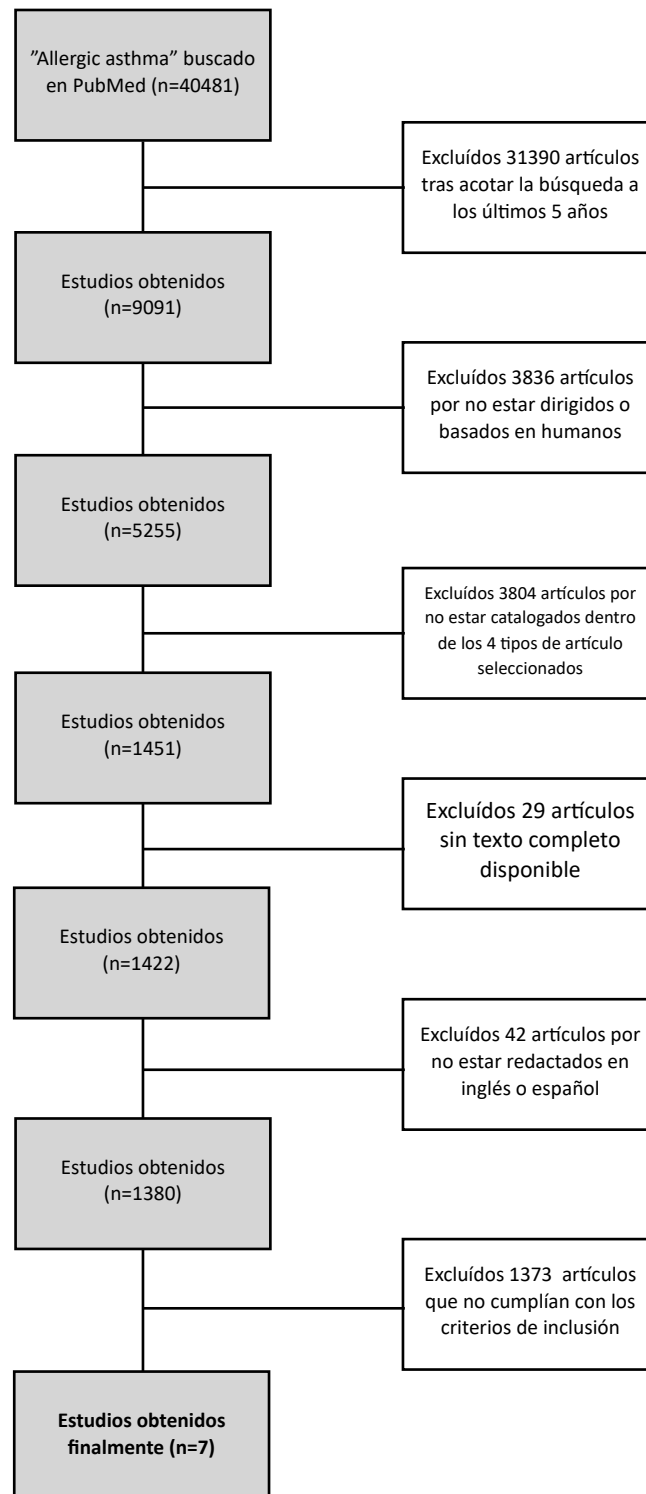 ”Allergic asthma” buscado
en PubMed (n=40481)
Excluídos 31390 artículos
tras acotar la búsqueda a
los últimos 5 años
Estudios obtenidos
(n=9091)
Excluídos 3836 artículos
por no estar dirigidos o
basados en humanos
Estudios obtenidos
(n=5255)
Excluídos 3804 artículos por
no estar catalogados dentro
de los 4 tipos de artículo
seleccionados
Estudios obtenidos
(n=1451)
Excluídos 29 artículos
sin texto completo
disponible
Estudios obtenidos
(n=1422)
Excluídos 42 artículos por
no estar redactados en
inglés o español
Estudios obtenidos
(n=1380)
Excluídos 1373 artículos
que no cumplían con los
criterios de inclusión
Estudios obtenidos
finalmente (n=7)